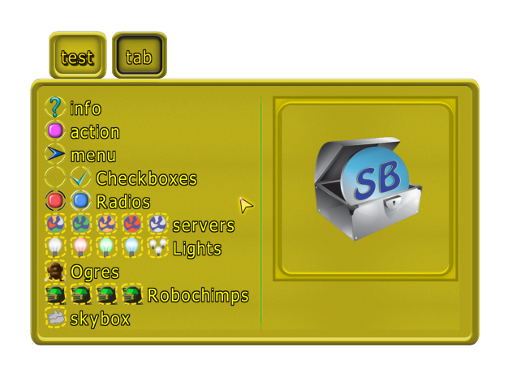 test
tab
info
action
menu
Checkboxes
Radios
servers
Lights
Ogres
Robochimps
skybox
SB